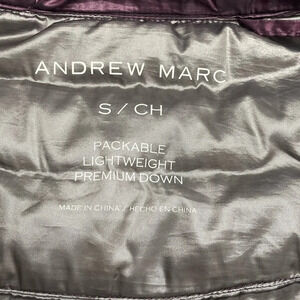 ANDREW MARC
S / CH
PACKABLE
LIGHTWEIGHT
PREMIUM DOWN
MADE IN CHINA / HECHO EN CHINA